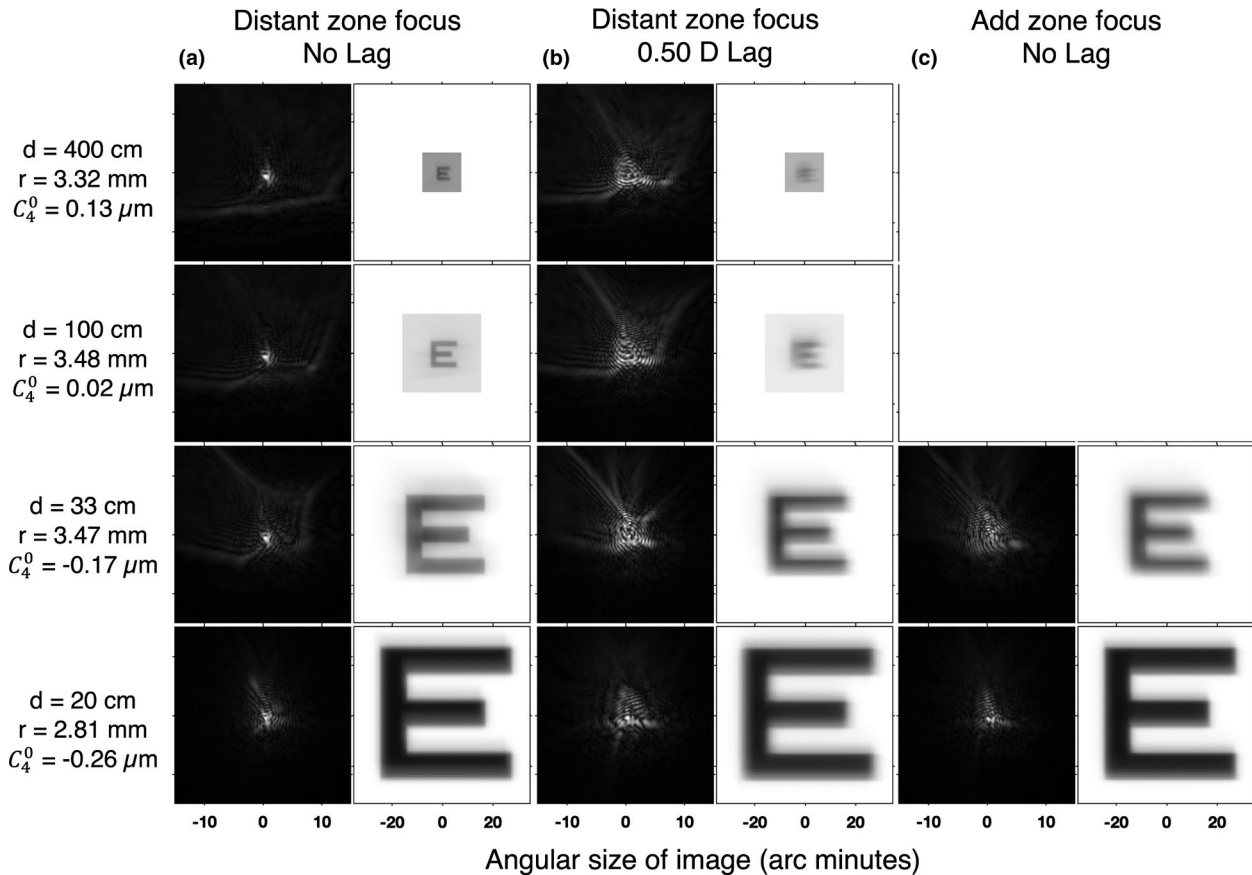 Distant zone focus
No Lag
Distant zone focus
0.50 D Lag
Add zone focus
No Lag
(a)
(b)
(c)
d = 400 cm
r = 3.32 mm
C₄⁰ = 0.13 µm
E
E
d = 100 cm
r = 3.48 mm
C₄⁰ = 0.02 µm
E
E
d = 33 cm
r = 3.47 mm
C₄⁰ = -0.17 µm
E
E
E
d = 20 cm
r = 2.81 mm
C₄⁰ = -0.26 µm
E
E
E
-10 0 10 -20 0 20 -10 0 10 -20 0 20 -10 0 10 -20 0 20
Angular size of image (arc minutes)